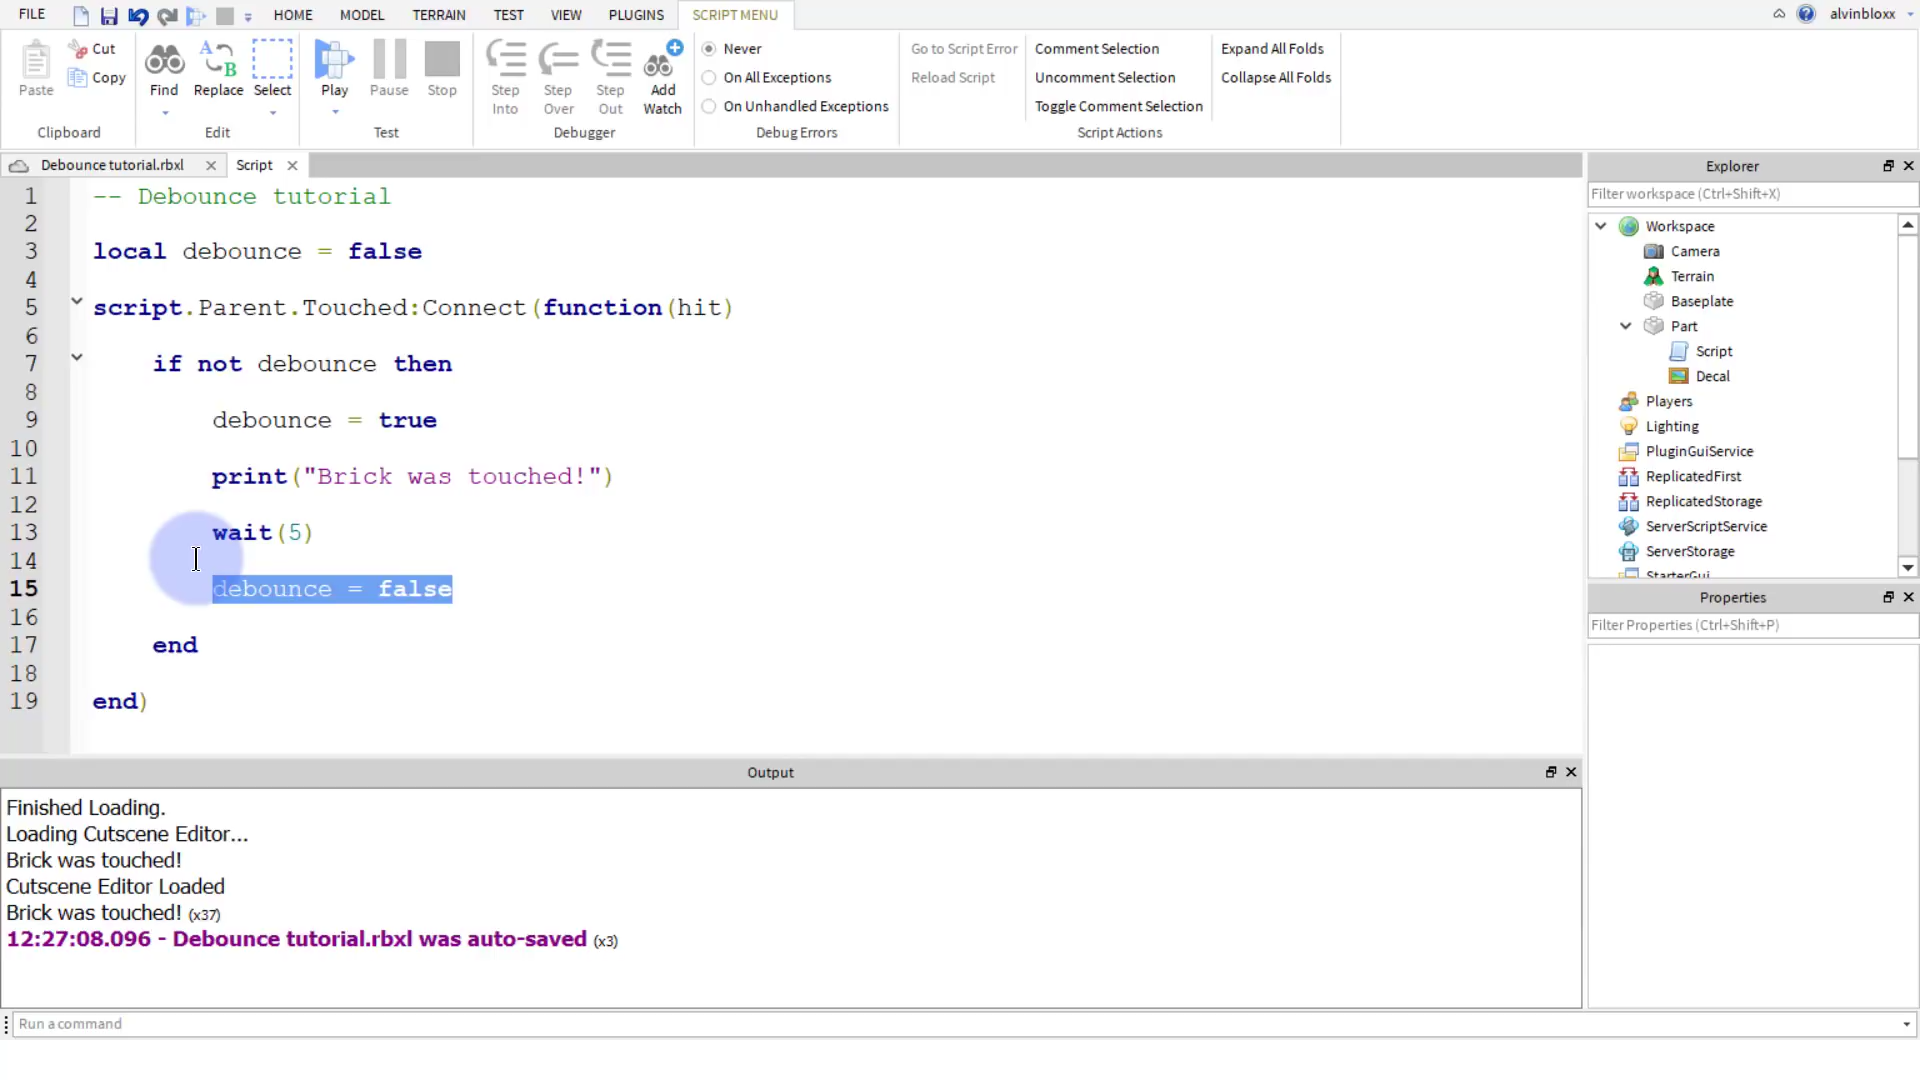 FILE HOME MODEL TERRAIN TEST VIEW PLUGINS SCRIPT MENU alvinbloxx
Paste Cut Copy
Clipboard
Find Replace Select
Edit
Play Pause Stop
Test
Step Into Step Over Step Out Add Watch
Debugger
Never
On All Exceptions
On Unhandled Exceptions
Debug Errors
Go to Script Error
Reload Script
Comment Selection
Uncomment Selection
Toggle Comment Selection
Script Actions
Expand All Folds
Collapse All Folds
Debounce tutorial.rbxl Script
1 -- Debounce tutorial
2
3 local debounce = false
4
5 script.Parent.Touched:Connect(function(hit)
6
7 if not debounce then
8
9 debounce = true
10
11 print("Brick was touched!")
12
13 wait(5)
14
15 debounce = false
16
17 end
18
19 end)
Explorer
Filter workspace (Ctrl+Shift+X)
Workspace
Camera
Terrain
Baseplate
Part
Script
Decal
Players
Lighting
PluginGuiService
ReplicatedFirst
ReplicatedStorage
ServerScriptService
ServerStorage
StarterGui
Properties
Filter Properties (Ctrl+Shift+P)
Output
Finished Loading.
Loading Cutscene Editor...
Brick was touched!
Cutscene Editor Loaded
Brick was touched! (x37)
12:27:08.096 - Debounce tutorial.rbxl was auto-saved (x3)
Run a command